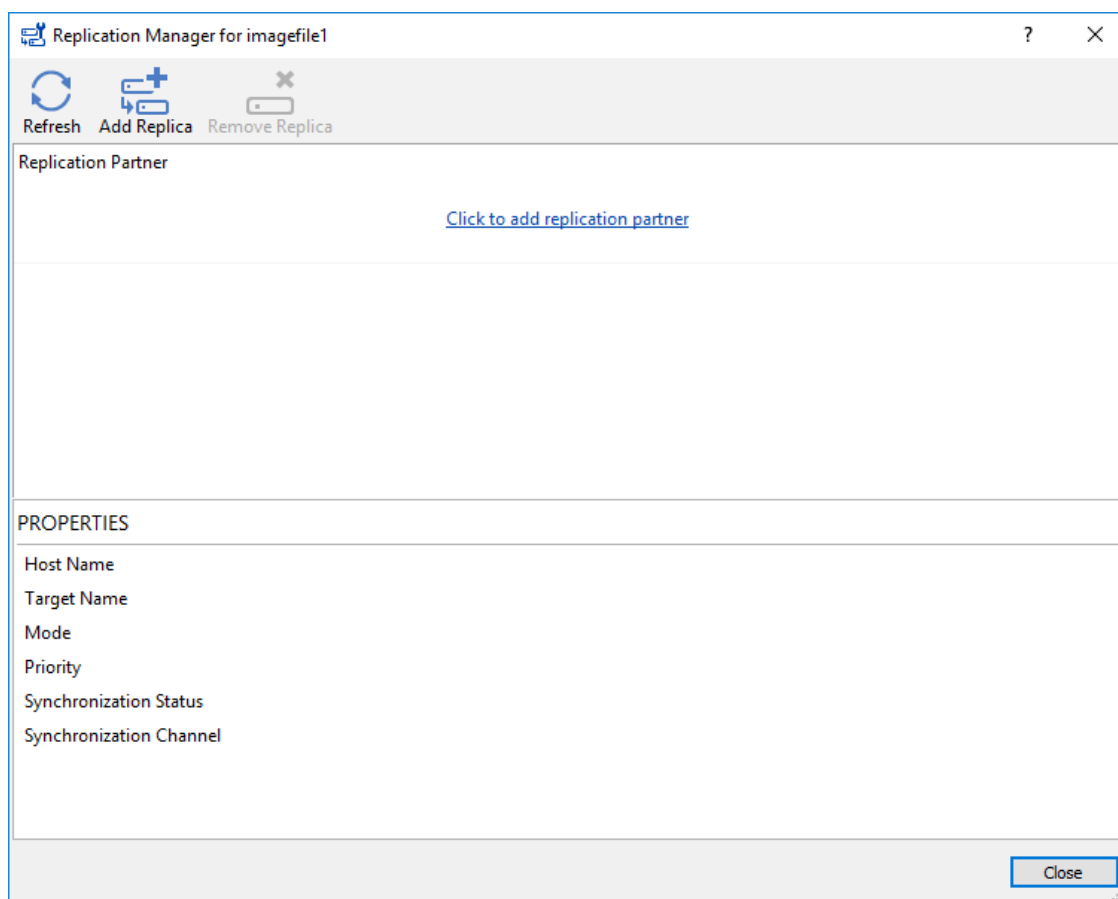 Replication Manager for imagefile1 ?
Refresh Add Replica Remove Replica
Replication Partner
Click to add replication partner
PROPERTIES
Host Name
Target Name
Mode
Priority
Synchronization Status
Synchronization Channel
Close